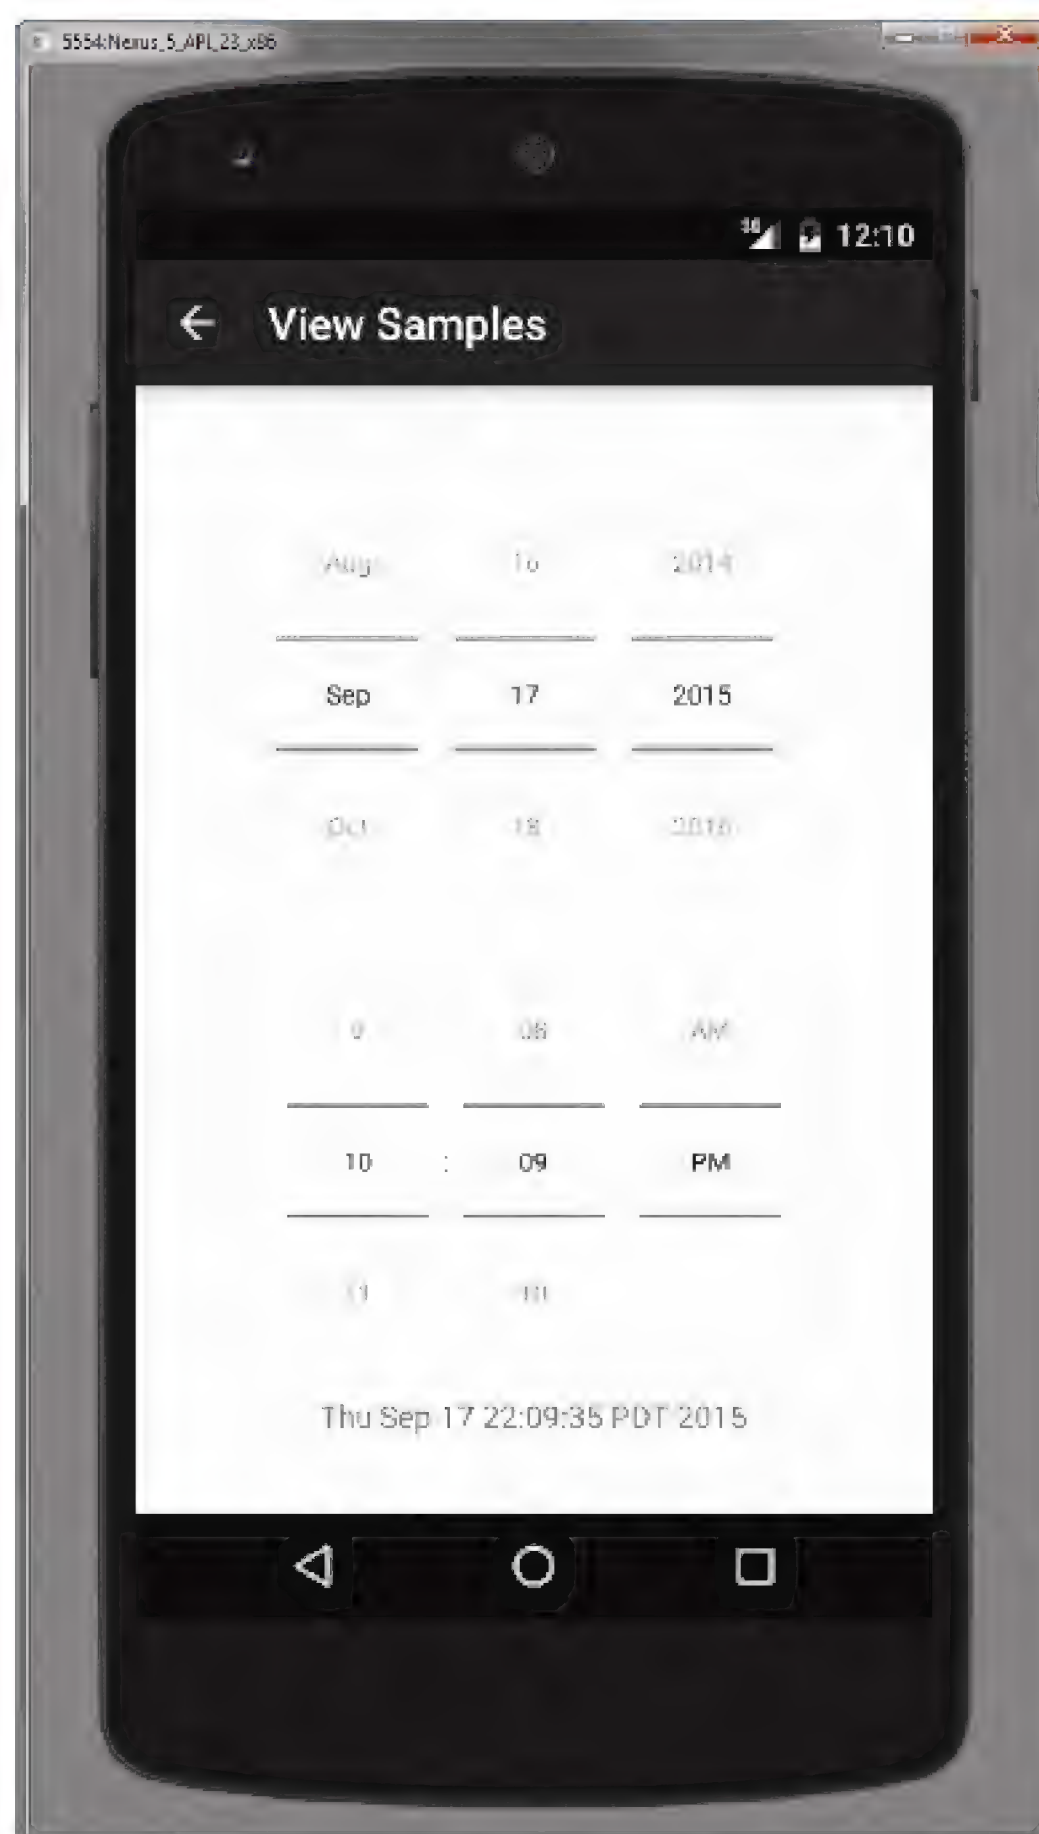 5554:Nexus_5_API_23_x86
12:10
View Samples
Aug 16 2014
Sep 17 2015
Oct 18 2016
9 08 AM
10 : 09 PM
11 10
Thu Sep 17 22:09:35 PDT 2015